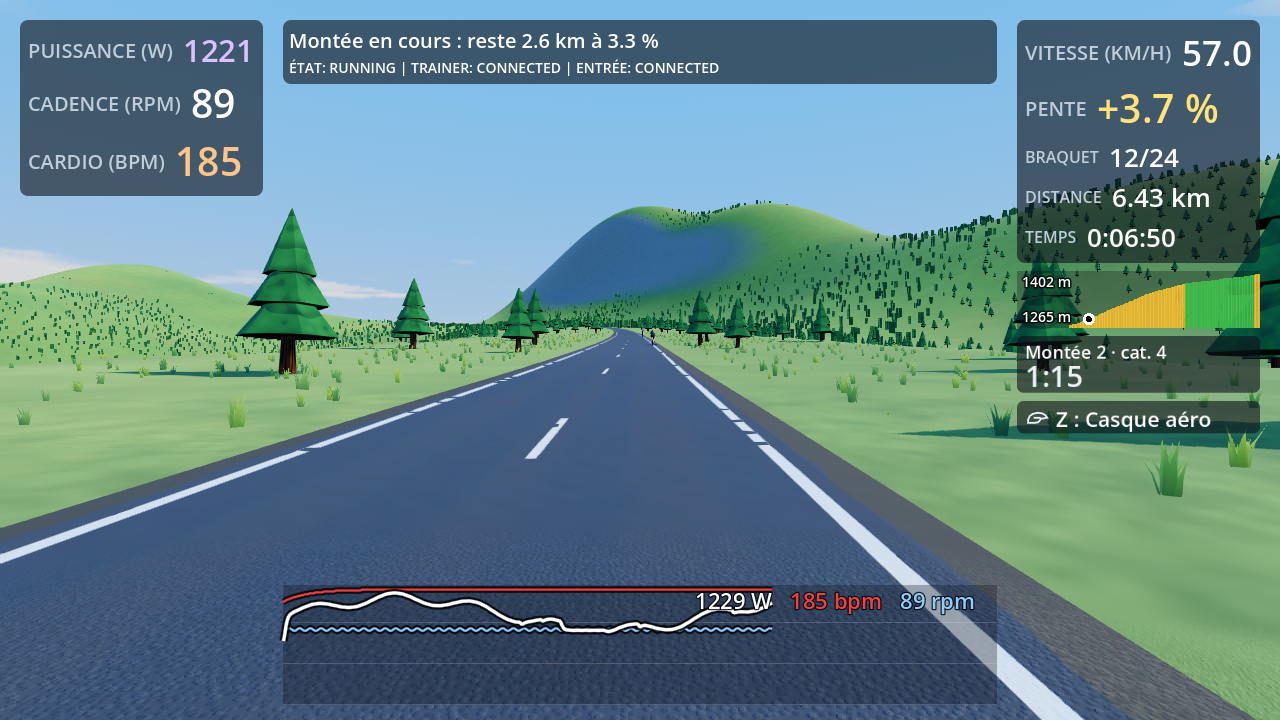 PUISSANCE (W) 1221
CADENCE (RPM) 89
CARDIO (BPM) 185
Montée en cours : reste 2.6 km à 3.3 %
ÉTAT: RUNNING | TRAINER: CONNECTED | ENTRÉE: CONNECTED
VITESSE (KM/H) 57.0
PENTE +3.7 %
BRAQUET 12/24
DISTANCE 6.43 km
TEMPS 0:06:50
1402 m
1265 m
Montée 2 · cat. 4
1:15
Z : Casque aéro
1229 W 185 bpm 89 rpm